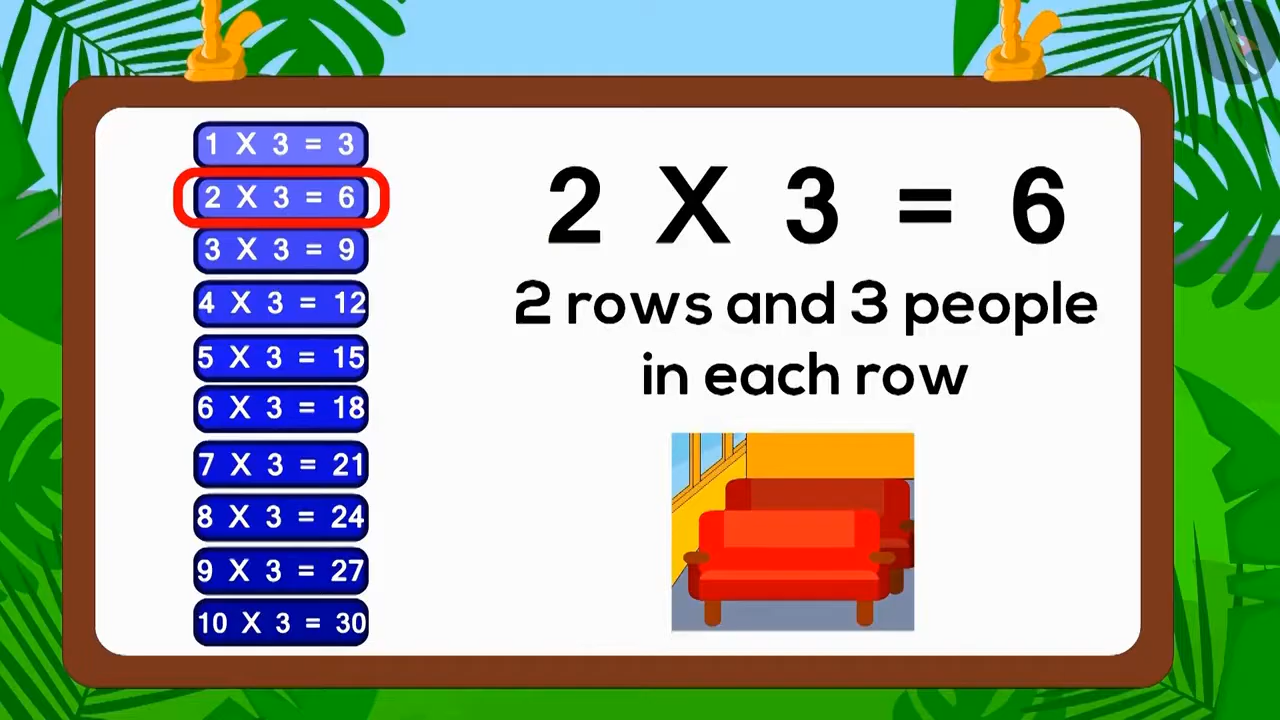 1 X 3 = 3
2 X 3 = 6
3 X 3 = 9
4 X 3 = 12
5 X 3 = 15
6 X 3 = 18
7 X 3 = 21
8 X 3 = 24
9 X 3 = 27
10 X 3 = 30
2 X 3 = 6
2 rows and 3 people
in each row